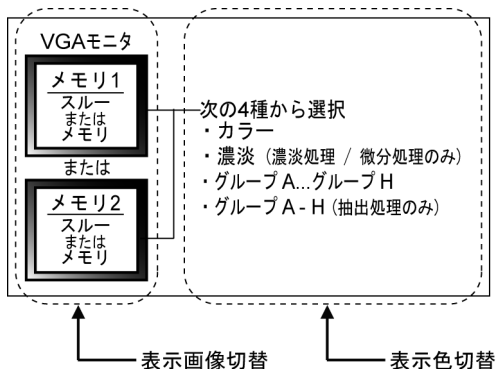 VGAモニタ
メモリ1
スルー
または
メモリ
または
メモリ2
スルー
または
メモリ
次の4種から選択
・カラー
・濃淡（濃淡処理 / 微分処理のみ）
・グループA...グループH
・グループA - H（抽出処理のみ）
表示画像切替
表示色切替